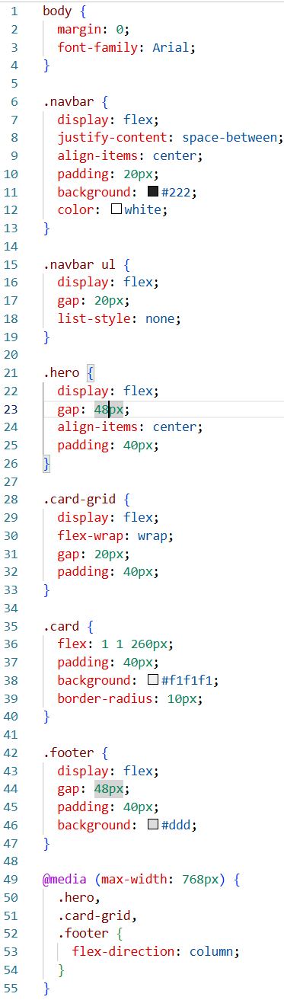 1 body {
2 margin: 0;
3 font-family: Arial;
4 }
5
6 .navbar {
7 display: flex;
8 justify-content: space-between;
9 align-items: center;
10 padding: 20px;
11 background: #222;
12 color: white;
13 }
14
15 .navbar ul {
16 display: flex;
17 gap: 20px;
18 list-style: none;
19 }
20
21 .hero {
22 display: flex;
23 gap: 48px;
24 align-items: center;
25 padding: 40px;
26 }
27
28 .card-grid {
29 display: flex;
30 flex-wrap: wrap;
31 gap: 20px;
32 padding: 40px;
33 }
34
35 .card {
36 flex: 1 1 260px;
37 padding: 40px;
38 background: #f1f1f1;
39 border-radius: 10px;
40 }
41
42 .footer {
43 display: flex;
44 gap: 48px;
45 padding: 40px;
46 background: #ddd;
47 }
48
49 @media (max-width: 768px) {
50 .hero,
51 .card-grid,
52 .footer {
53 flex-direction: column;
54 }
55 }